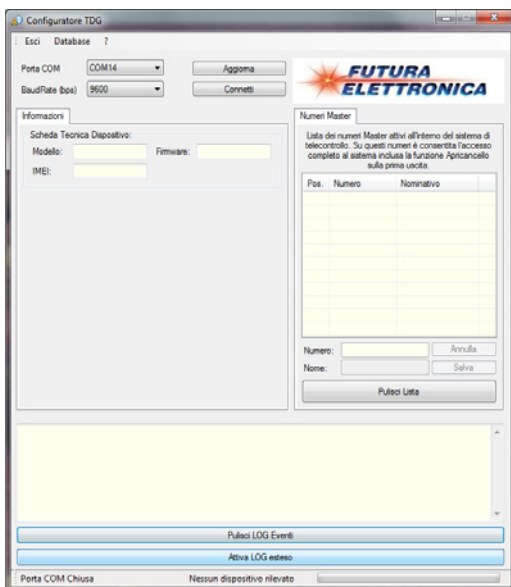 Configuratore TDG
Esci Database ?
Porta COM COM14 Aggiorna
BaudRate (bps) 9600 Connetti
FUTURA
ELETTRONICA
Informazioni
Scheda Tecnica Dispositivo:
Modello: Firmware:
IMEI:
Numeri Master
Lista dei numeri Master attivi all'interno del sistema di
telecontrollo. Su questi numeri è consentita l'accesso
completo al sistema inclusa la funzione Apricancello
sulla prima uscita.
Pos. Numero Nominativo
Numero: Annulla
Nome: Salva
Pulisci Lista
Pulisci LOG Eventi
Attiva LOG esteso
Porta COM Chiusa Nessun dispositivo rilevato